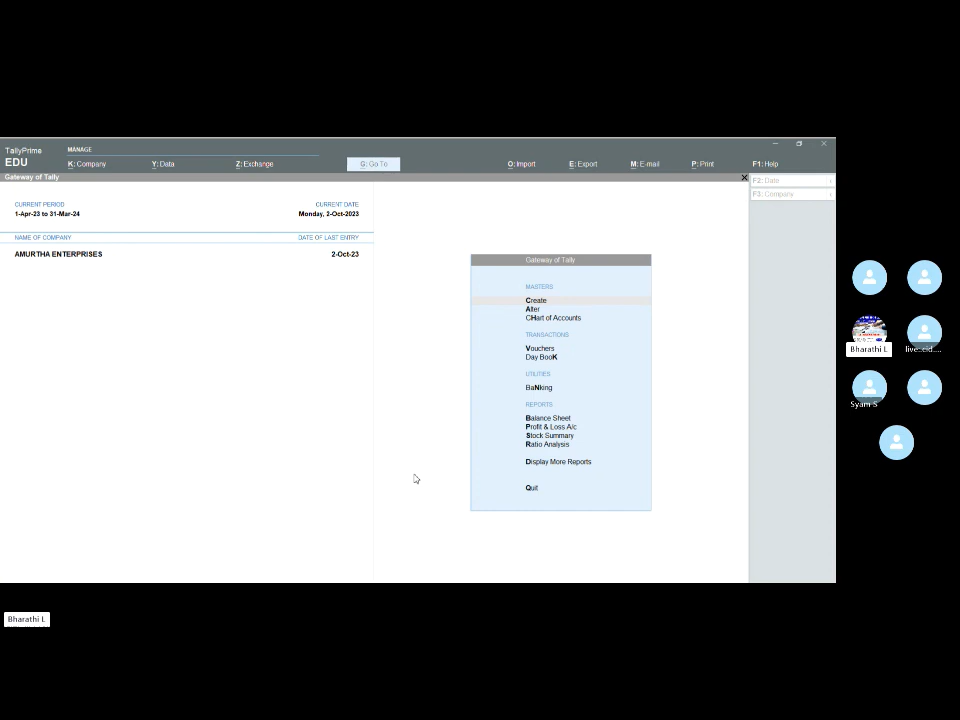 TallyPrime
EDU
MANAGE
K: Company
Y: Data
Z: Exchange
G: Go To
O: Import
E: Export
M: E-mail
P: Print
F1: Help
Gateway of Tally
F2: Date
F3: Company
CURRENT PERIOD
CURRENT DATE
1-Apr-23 to 31-Mar-24
Monday, 2-Oct-2023
NAME OF COMPANY
DATE OF LAST ENTRY
AMURTHA ENTERPRISES
2-Oct-23
Gateway of Tally
MASTERS
Create
Alter
CHart of Accounts
TRANSACTIONS
Vouchers
Day BooK
UTILITIES
BaNking
REPORTS
Balance Sheet
Profit & Loss A/c
Stock Summary
Ratio Analysis
Display More Reports
Quit
Bharathi L
live:.cid....
Syam S
Bharathi L